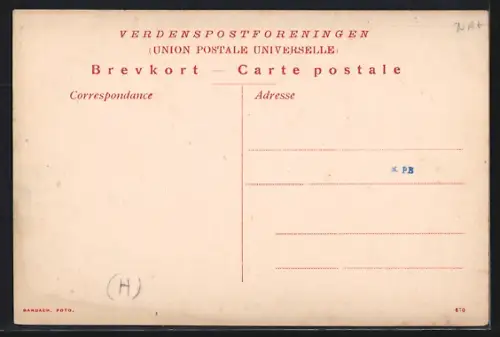 VERDENSPOSTFORENINGEN
(UNION POSTALE UNIVERSELLE)
Brevkort — Carte postale
Correspondance
Adresse
(H)